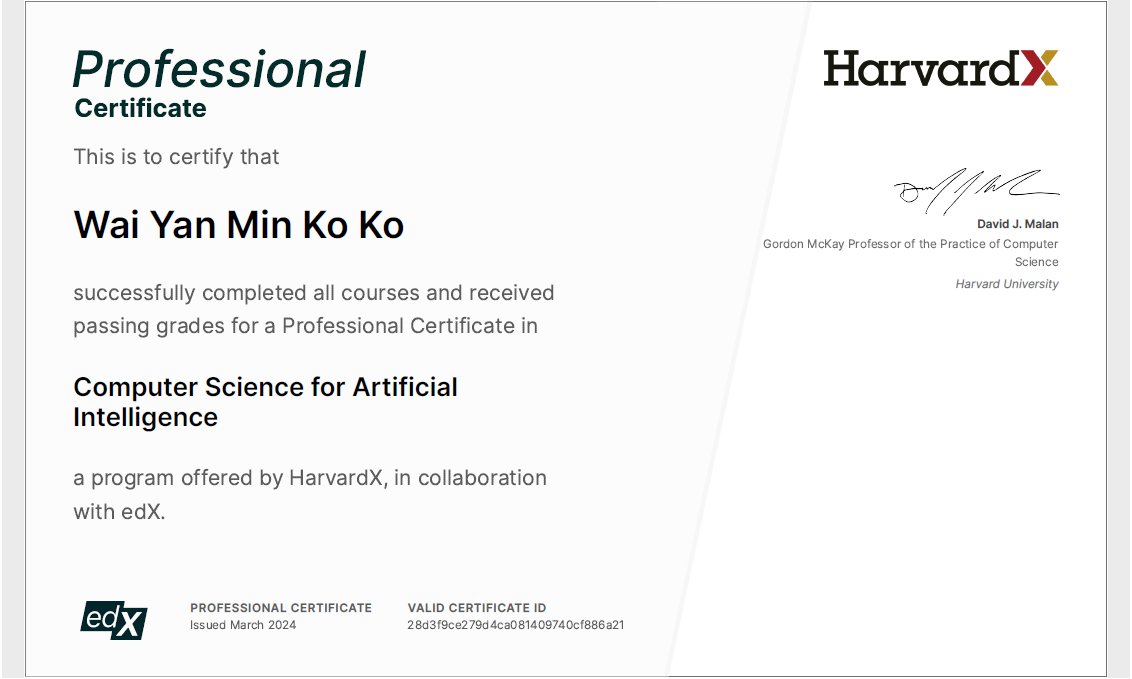 Professional
Certificate
This is to certify that
Wai Yan Min Ko Ko
successfully completed all courses and received
passing grades for a Professional Certificate in
Computer Science for Artificial
Intelligence
a program offered by HarvardX, in collaboration
with edX.
edX
PROFESSIONAL CERTIFICATE
Issued March 2024
VALID CERTIFICATE ID
28d3f9ce279d4ca081409740cf886a21
HarvardX
David J. Malan
Gordon McKay Professor of the Practice of Computer
Science
Harvard University